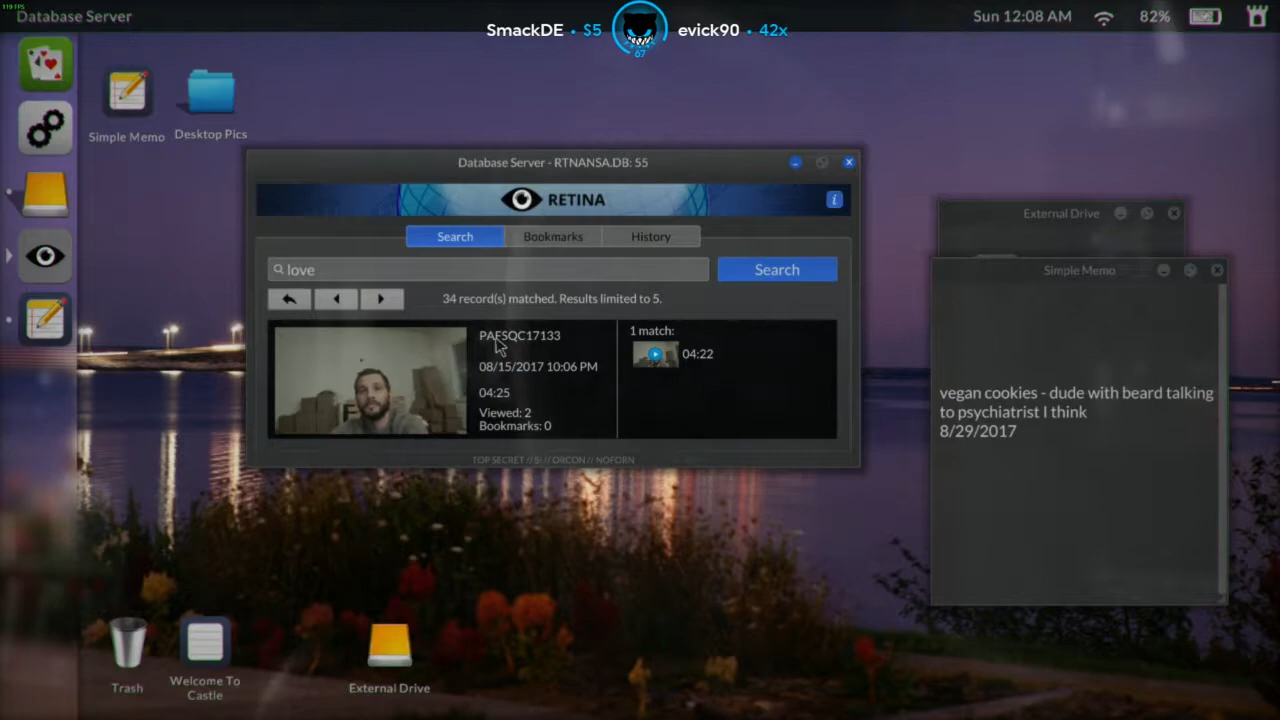 119 FPS
Database Server
SmackDE • $5
67
evick90 • 42x
Sun 12:08 AM
82%
Simple Memo
Desktop Pics
Database Server - RTNANSA.DB: 55
RETINA
i
Search
Bookmarks
History
love
Search
34 record(s) matched. Results limited to 5.
PAFSQC17133
08/15/2017 10:06 PM
04:25
Viewed: 2
Bookmarks: 0
1 match:
04:22
TOP SECRET // SI // ORCON // NOFORN
External Drive
Simple Memo
vegan cookies - dude with beard talking
to psychiatrist I think
8/29/2017
Trash
Welcome To
Castle
External Drive